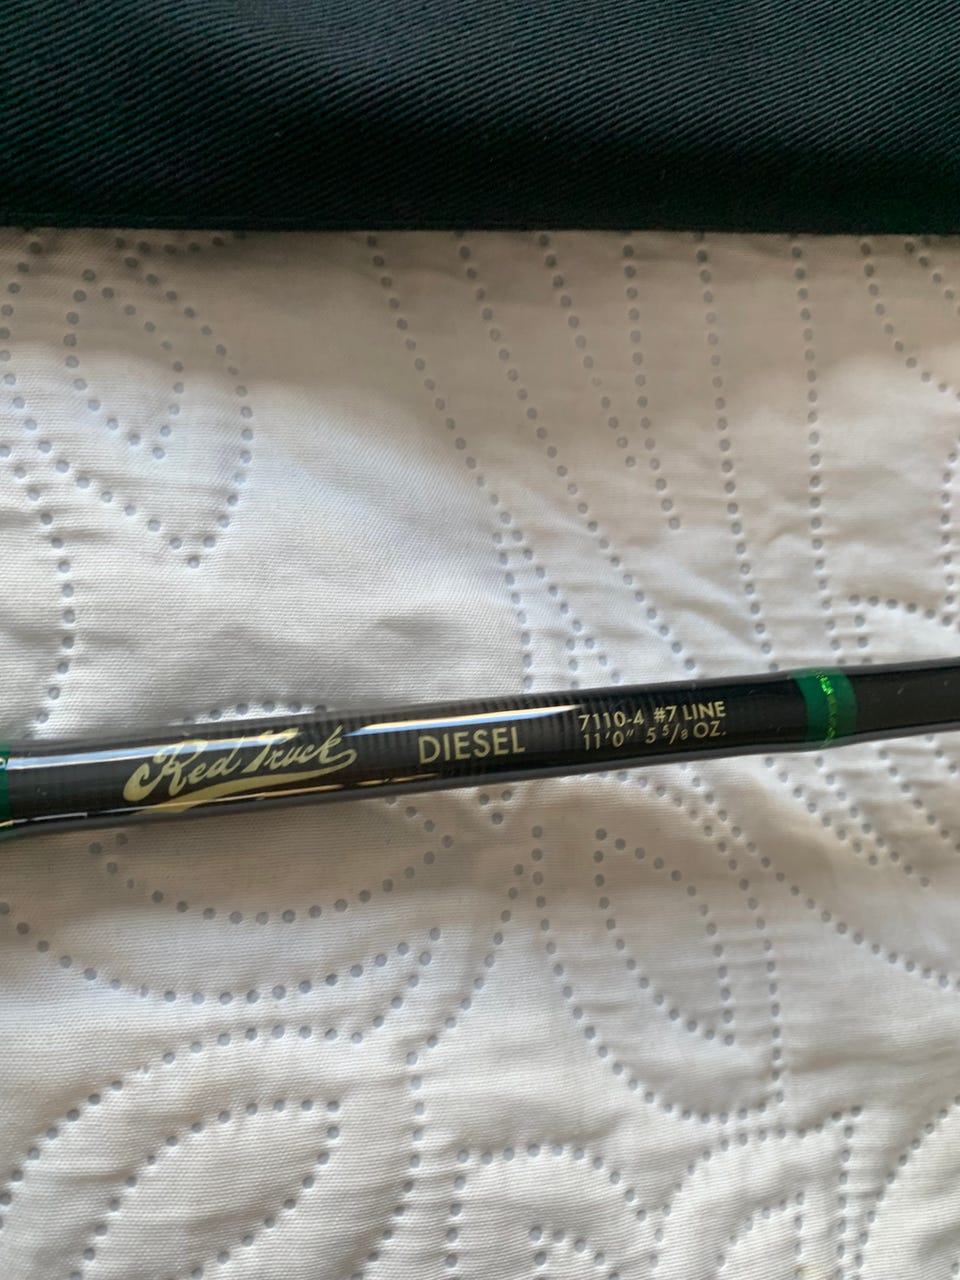 Red Truck
DIESEL
7110-4 #7 LINE
11'0" 5 5/8 OZ.